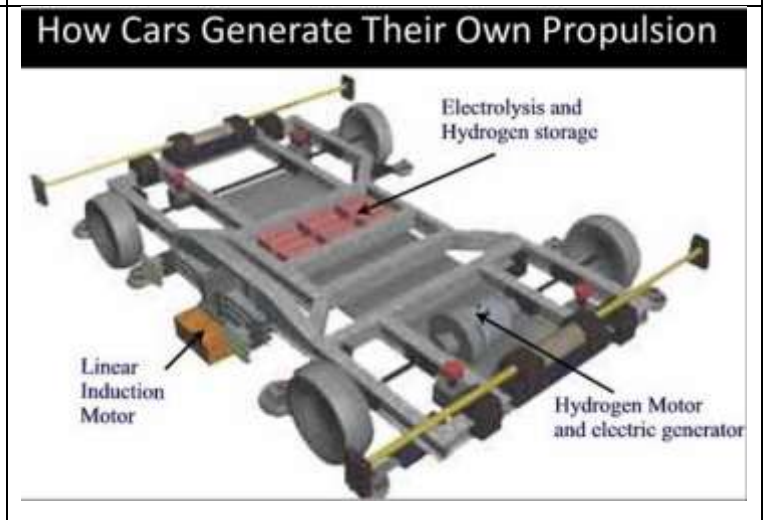 How Cars Generate Their Own Propulsion
Electrolysis and
Hydrogen storage
Linear
Induction
Motor
Hydrogen Motor
and electric generator